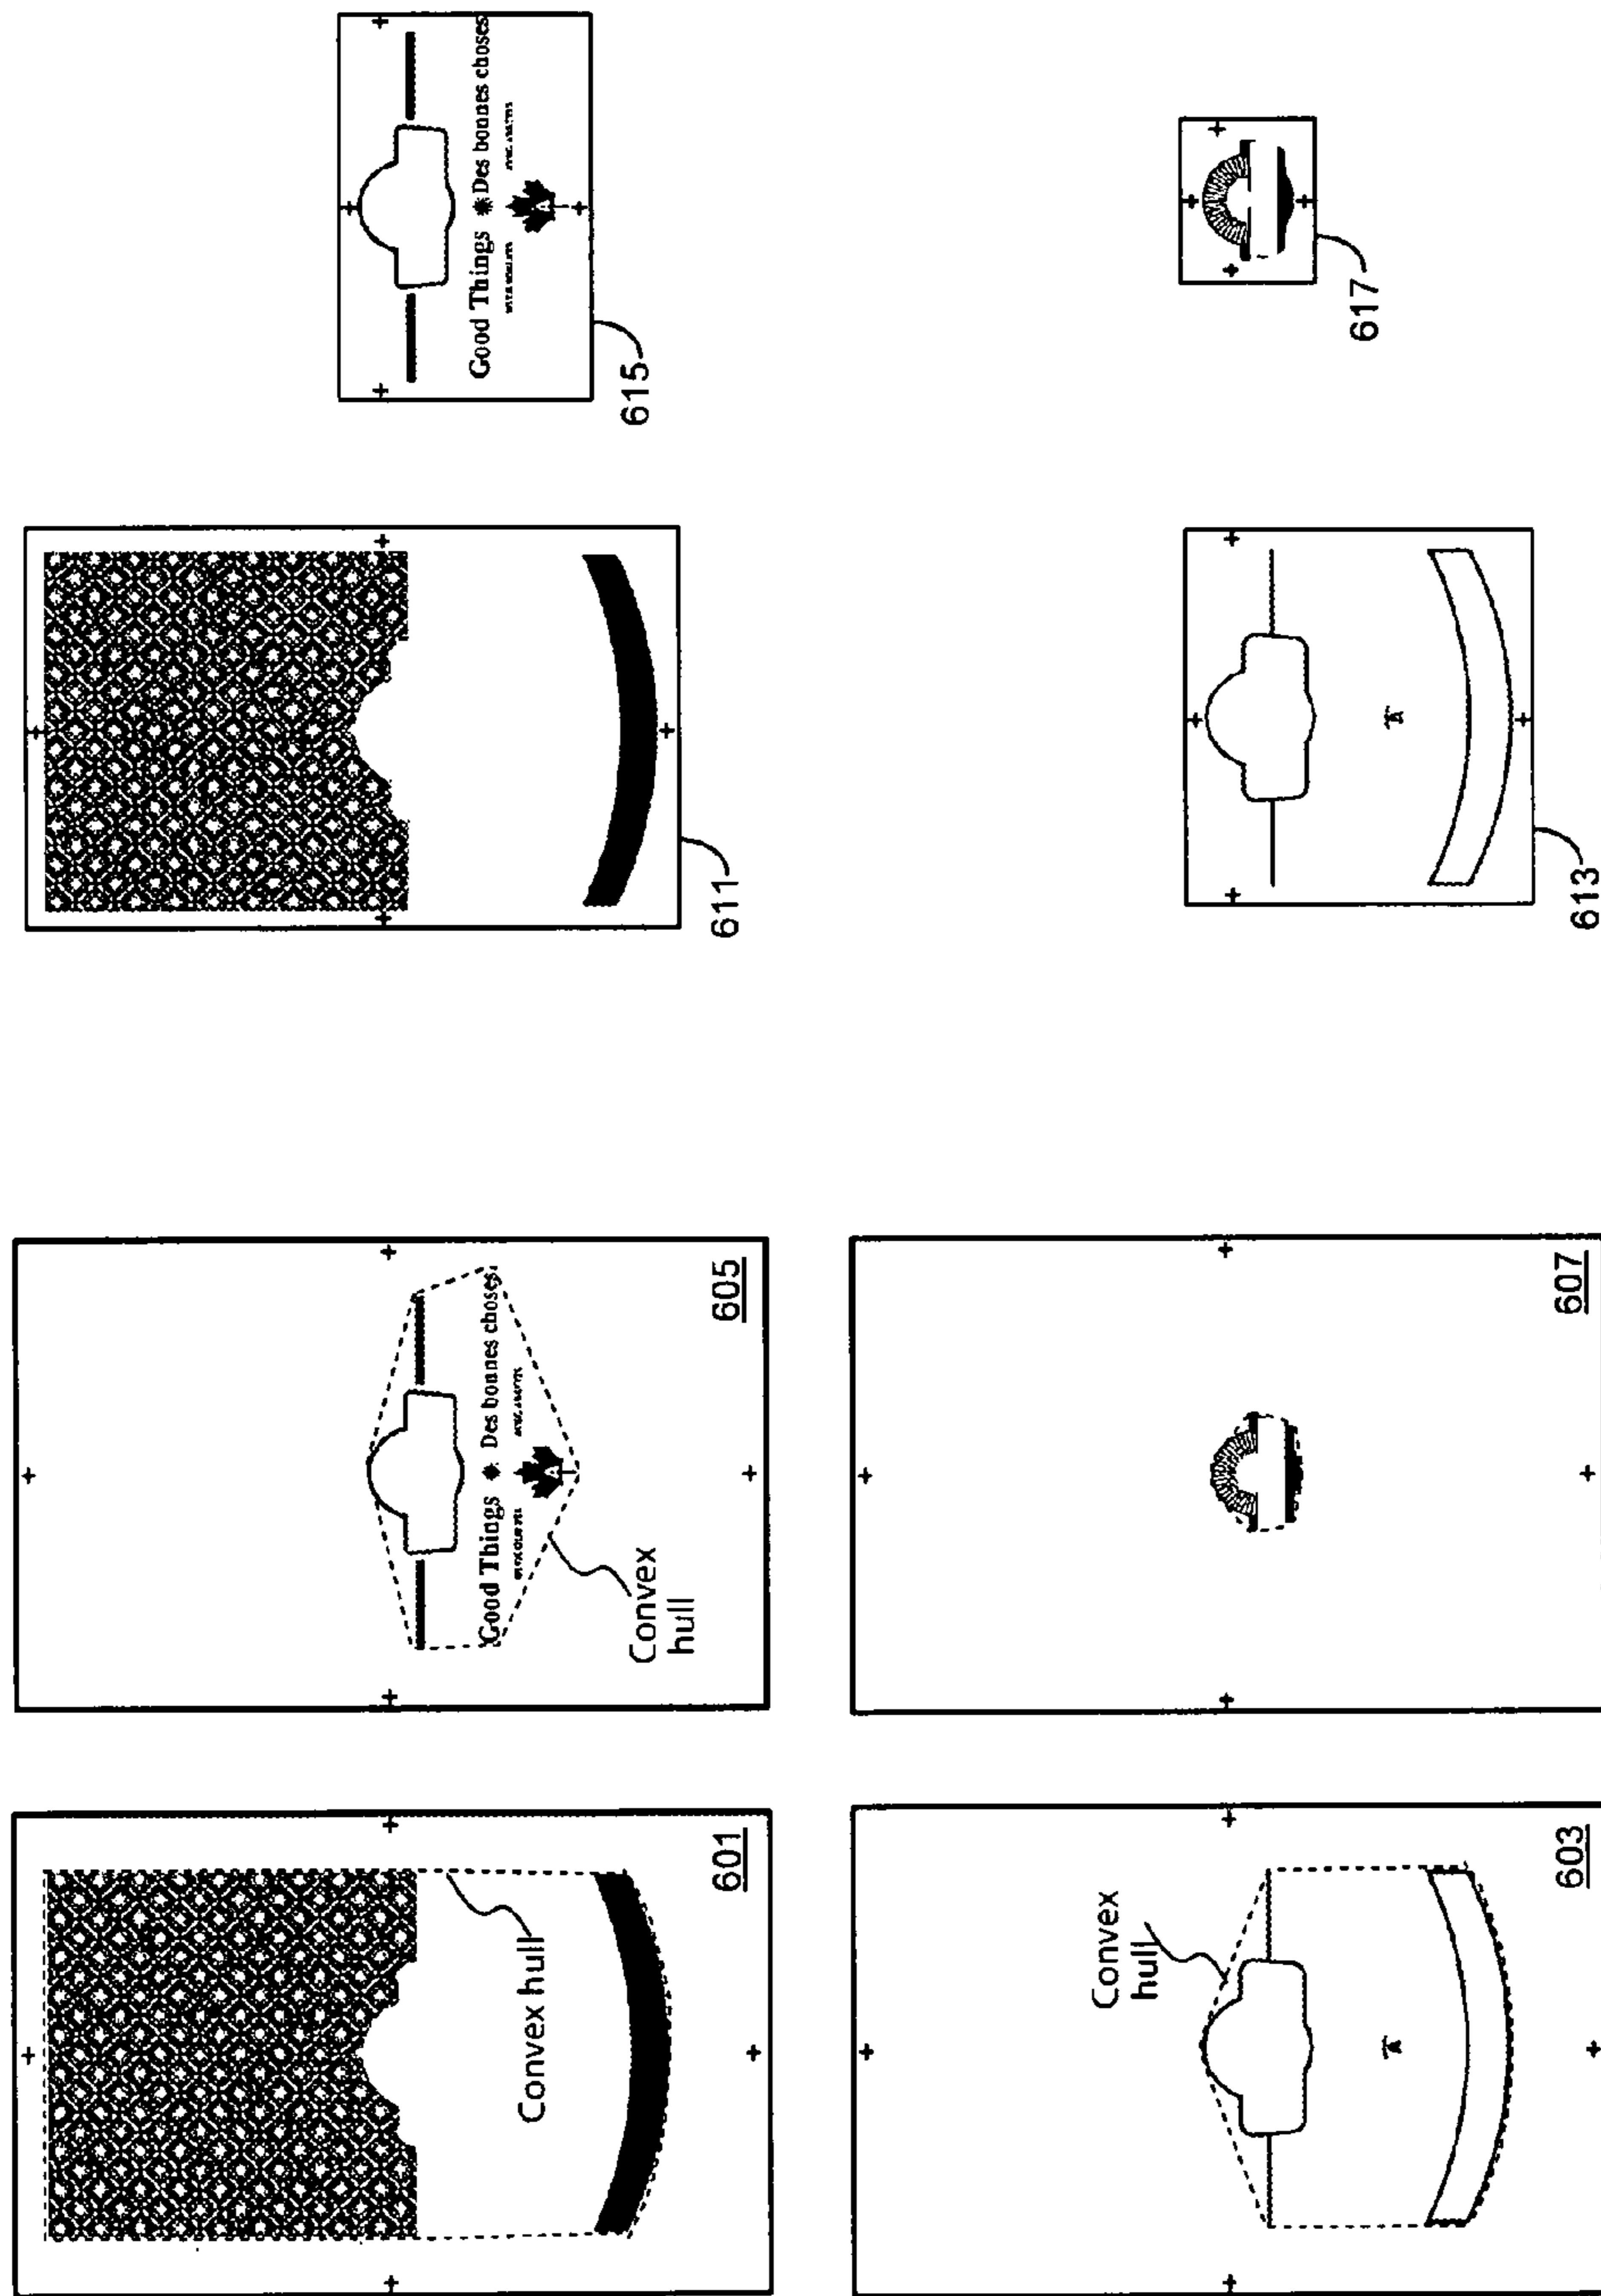 601
Convex hull
605
Good Things Des bonnes choses
Convex
hull
611
615
Good Things Des bonnes choses
603
Convex
hull
607
613
617